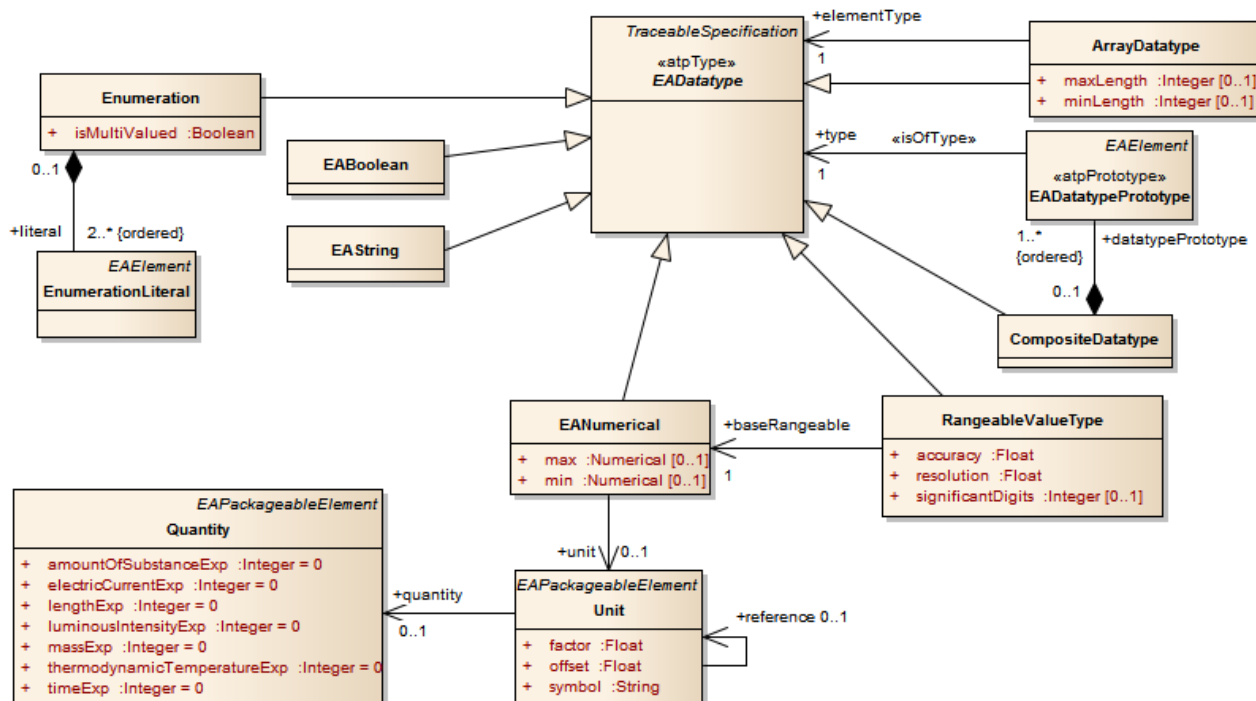 TraceableSpecification
«atpType»
EADatatype
+elementType
1
ArrayDatatype
+ maxLength :Integer [0..1]
+ minLength :Integer [0..1]
Enumeration
+ isMultiValued :Boolean
0..1
+literal
2..* {ordered}
EAElement
EnumerationLiteral
EABoolean
EAString
+type
«isOfType»
1
EAElement
«atpPrototype»
EADatatypePrototype
1..*
{ordered}
+datatypePrototype
0..1
CompositeDatatype
EANumerical
+ max :Numerical [0..1]
+ min :Numerical [0..1]
+baseRangeable
1
RangeableValueType
+ accuracy :Float
+ resolution :Float
+ significantDigits :Integer [0..1]
+unit
0..1
EAPackageableElement
Quantity
+ amountOfSubstanceExp :Integer = 0
+ electricCurrentExp :Integer = 0
+ lengthExp :Integer = 0
+ luminousIntensityExp :Integer = 0
+ massExp :Integer = 0
+ thermodynamicTemperatureExp :Integer = 0
+ timeExp :Integer = 0
+quantity
0..1
EAPackageableElement
Unit
+ factor :Float
+ offset :Float
+ symbol :String
+reference 0..1